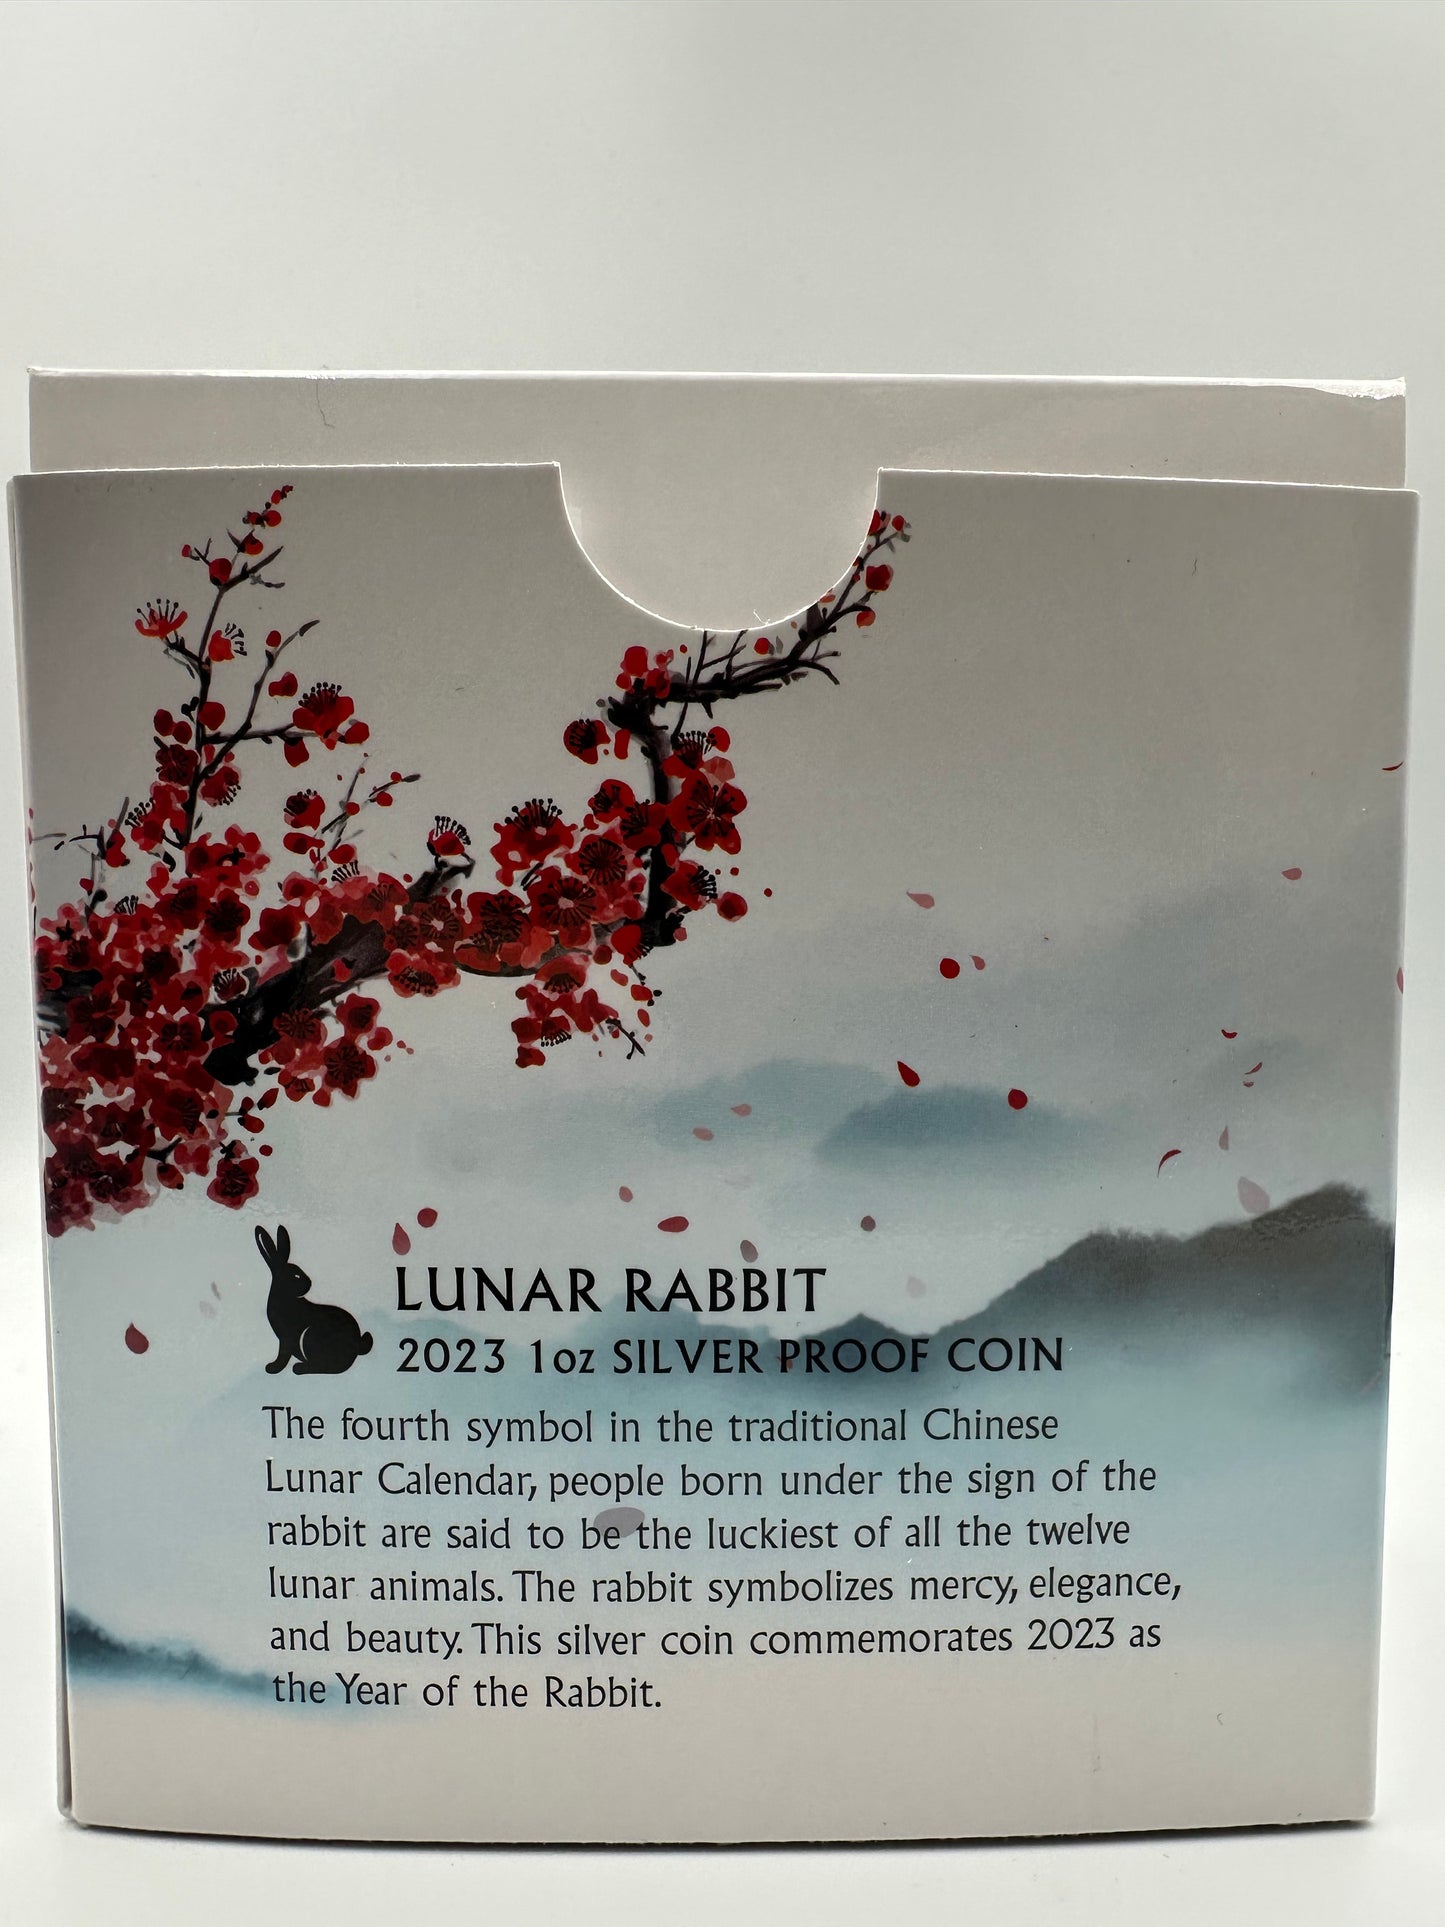 LUNAR RABBIT
2023 1oz SILVER PROOF COIN
The fourth symbol in the traditional Chinese
Lunar Calendar, people born under the sign of the
rabbit are said to be the luckiest of all the twelve
lunar animals. The rabbit symbolizes mercy, elegance,
and beauty. This silver coin commemorates 2023 as
the Year of the Rabbit.